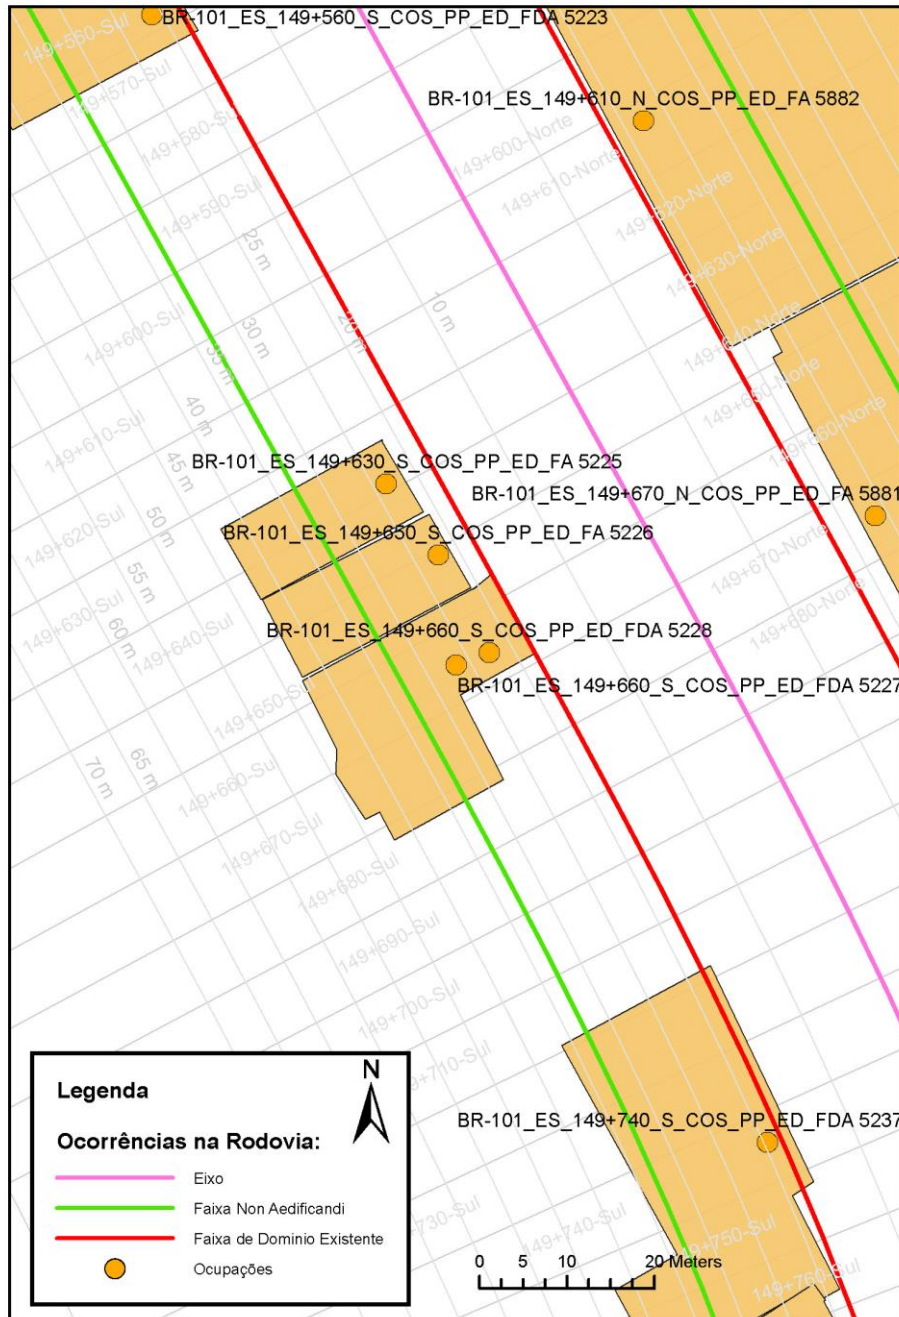 BR-101_ES_149+560_S_COS_PP_ED_FDA 5223
149+560-Sul
149+570-Sul
149+580-Su
149+590-Sul
BR-101_ES_149+610_N_COS_PP_ED_FA 5882
149+600-Norte
149+610-Norte
149+620-Norte
149+630-Norte
149+640-Norte
149+650-Norte
149+660-Norte
25 m
10 m
20 m
30 m
35 m
149+600-Sul
149+610-Sul
40 m
45 m
50 m
55 m
60 m
BR-101_ES_149+630_S_COS_PP_ED_FA 5225
BR-101_ES_149+670_N_COS_PP_ED_FA 5881
BR-101_ES_149+650_S_COS_PP_ED_FA 5226
149+620-Su
149+630-Sul
149+640-Sul
149+670-Norte
149+680-Norte
BR-101_ES_149+660_S_COS_PP_ED_FDA 5228
BR-101_ES_149+660_S_COS_PP_ED_FDA 5227
149+650-Su
70 m
65 m
149+660-Sul
149+670-Sul
149+680-Sul
149+690-Sul
149+700-Sul
+710-Sul
BR-101_ES_149+740_S_COS_PP_ED_FDA 5237
+730-Sul
149+740-Sul
149+750-Sul
149+760-Sul
Legenda
N
Ocorrências na Rodovia:
Eixo
Faixa Non Aedificandi
Faixa de Dominio Existente
Ocupações
0 5 10 20 Meters